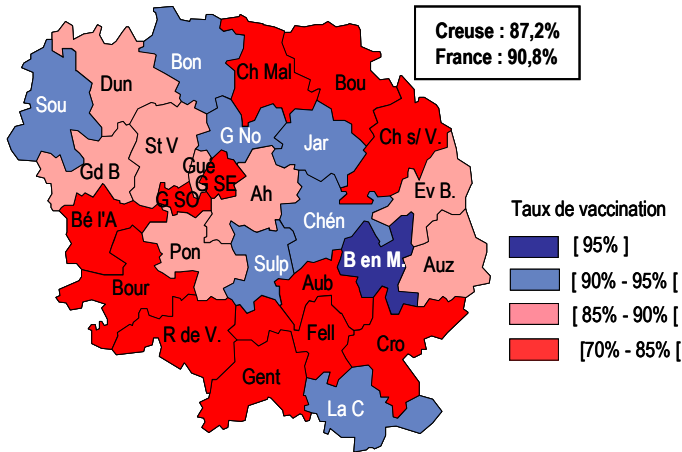 Creuse : 87,2%
France : 90,8%
Bon
Ch Mal
Dun
Bou
Sou
G No
Jar
Ch s/ V.
St V
Gd B
Gue
G SE
Ah
Ev B.
G SO
Bé l'A
Chén
Pon
Sulp
B en M.
Auz
Bour
Aub
R de V.
Fell
Cro
Gent
La C
Taux de vaccination
[ 95% ]
[ 90% - 95% [
[ 85% - 90% [
[70% - 85% [